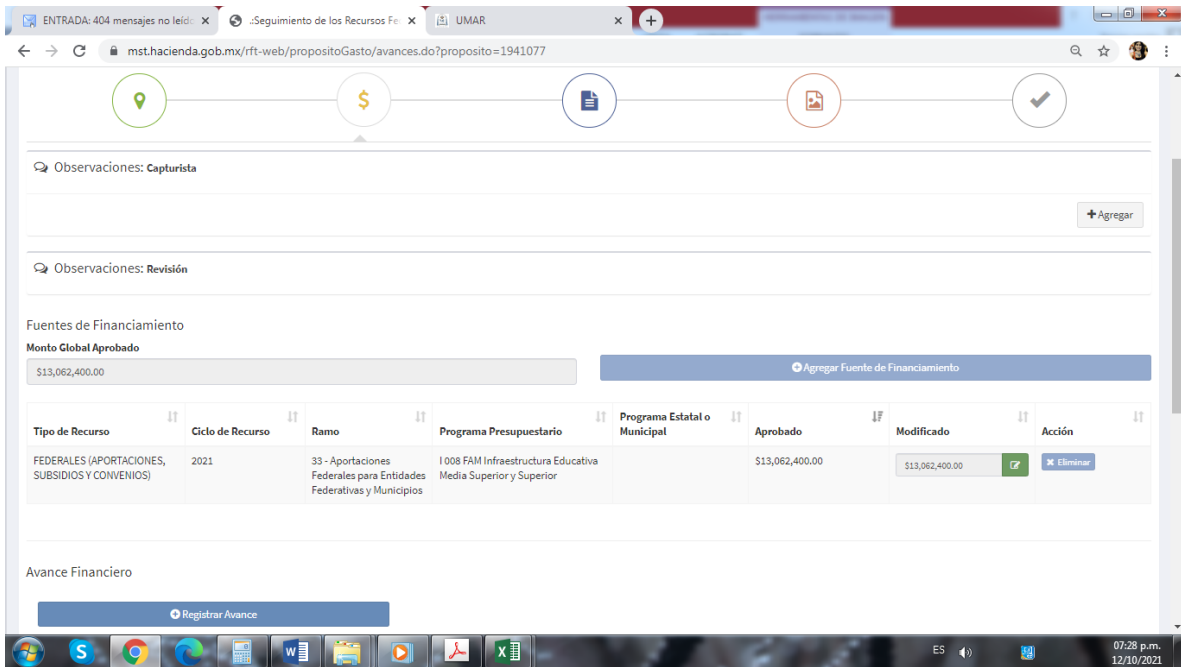 ENTRADA: 404 mensajes no leído
.:Seguimiento de los Recursos Fe
UMAR
mst.hacienda.gob.mx/rft-web/propositoGasto/avances.do?proposito=1941077
Observaciones: Capturista
Agregar
Observaciones: Revisión
Fuentes de Financiamiento
Monto Global Aprobado
$13,062,400.00
Agregar Fuente de Financiamiento
Tipo de Recurso
Ciclo de Recurso
Ramo
Programa Presupuestario
Programa Estatal o
Municipal
Aprobado
Modificado
Acción
FEDERALES (APORTACIONES,
SUBSIDIOS Y CONVENIOS)
2021
33 - Aportaciones
Federales para Entidades
Federativas y Municipios
I 008 FAM Infraestructura Educativa
Media Superior y Superior
$13,062,400.00
$13,062,400.00
Eliminar
Avance Financiero
Registrar Avance
ES
07:28 p.m.
12/10/2021